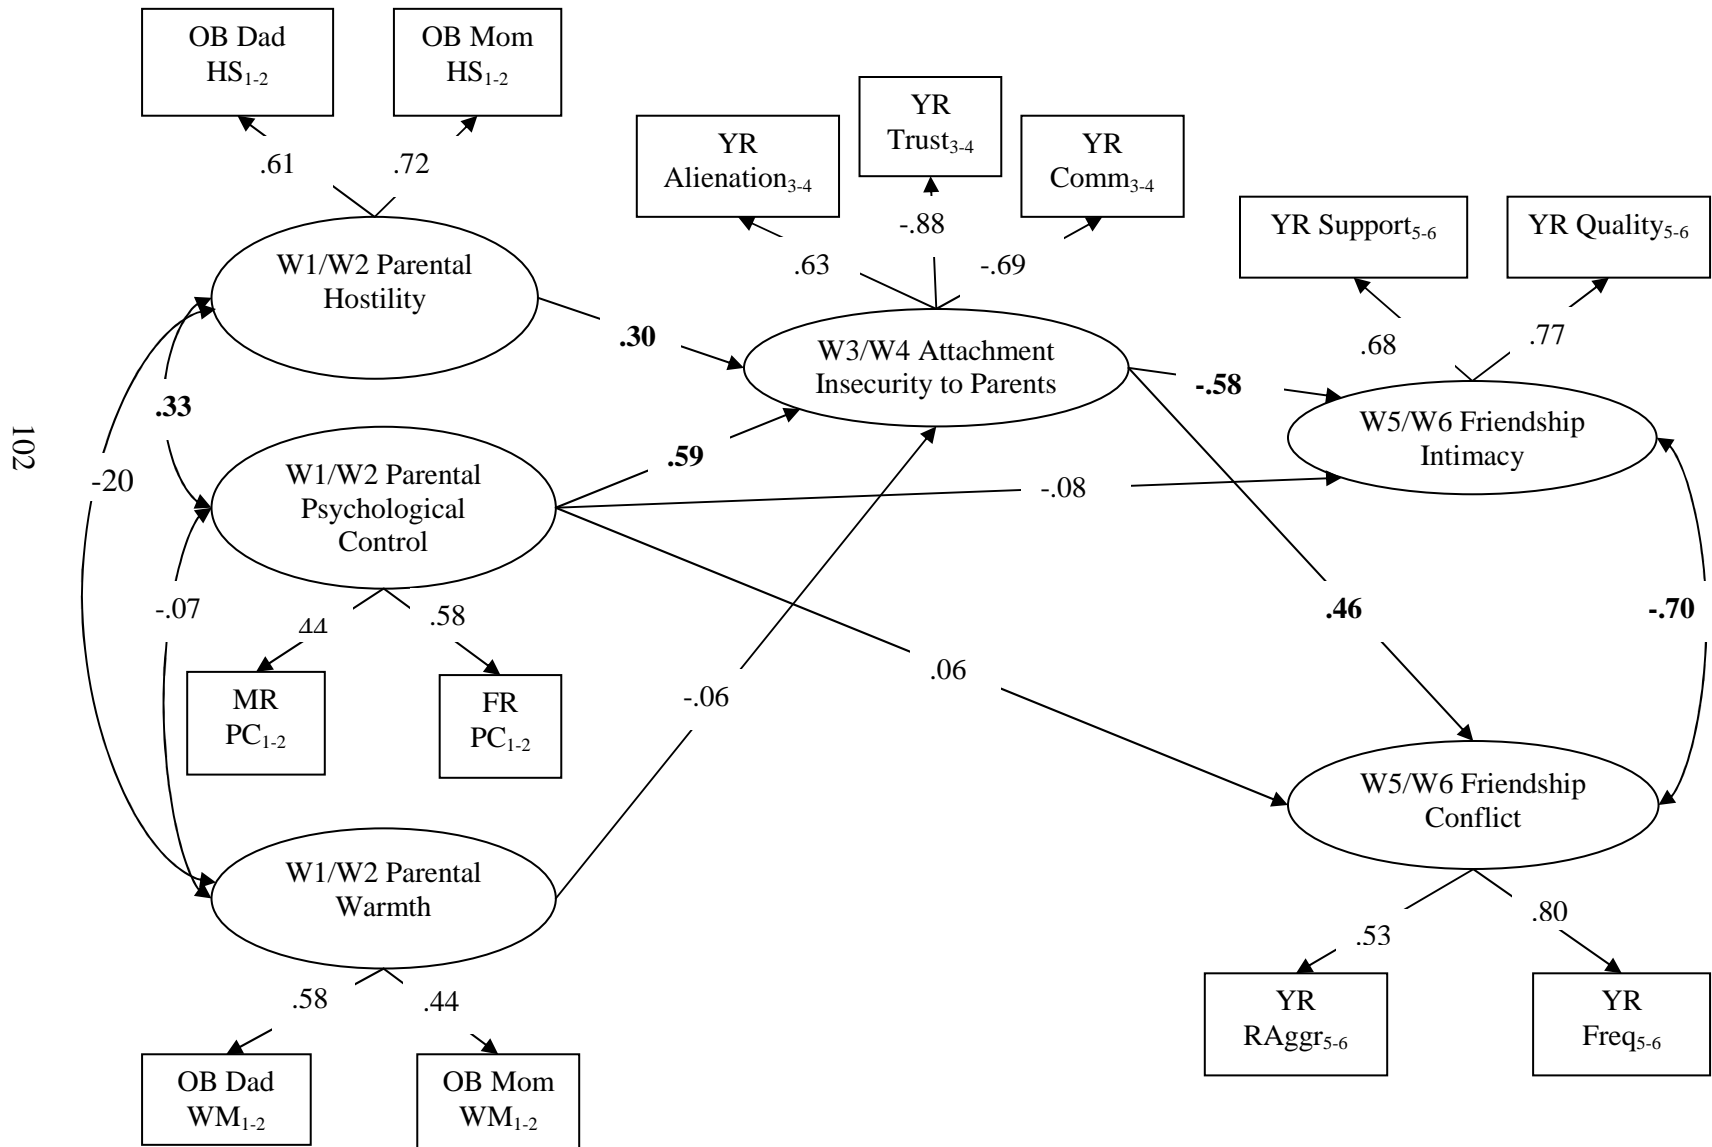 OB Dad
HS1-2
OB Mom
HS1-2
.61
.72
YR
Alienation3-4
YR
Trust3-4
YR
Comm3-4
.63
-.88
-.69
YR Support5-6
YR Quality5-6
.68
.77
W1/W2 Parental
Hostility
.30
W3/W4 Attachment
Insecurity to Parents
-.58
W5/W6 Friendship
Intimacy
.33
102
-20
W1/W2 Parental
Psychological
Control
.59
-.08
-.07
44
.58
MR
PC1-2
FR
PC1-2
-.06
.06
.46
-.70
W5/W6 Friendship
Conflict
W1/W2 Parental
Warmth
.58
.44
.53
.80
OB Dad
WM1-2
OB Mom
WM1-2
YR
RAggr5-6
YR
Freq5-6